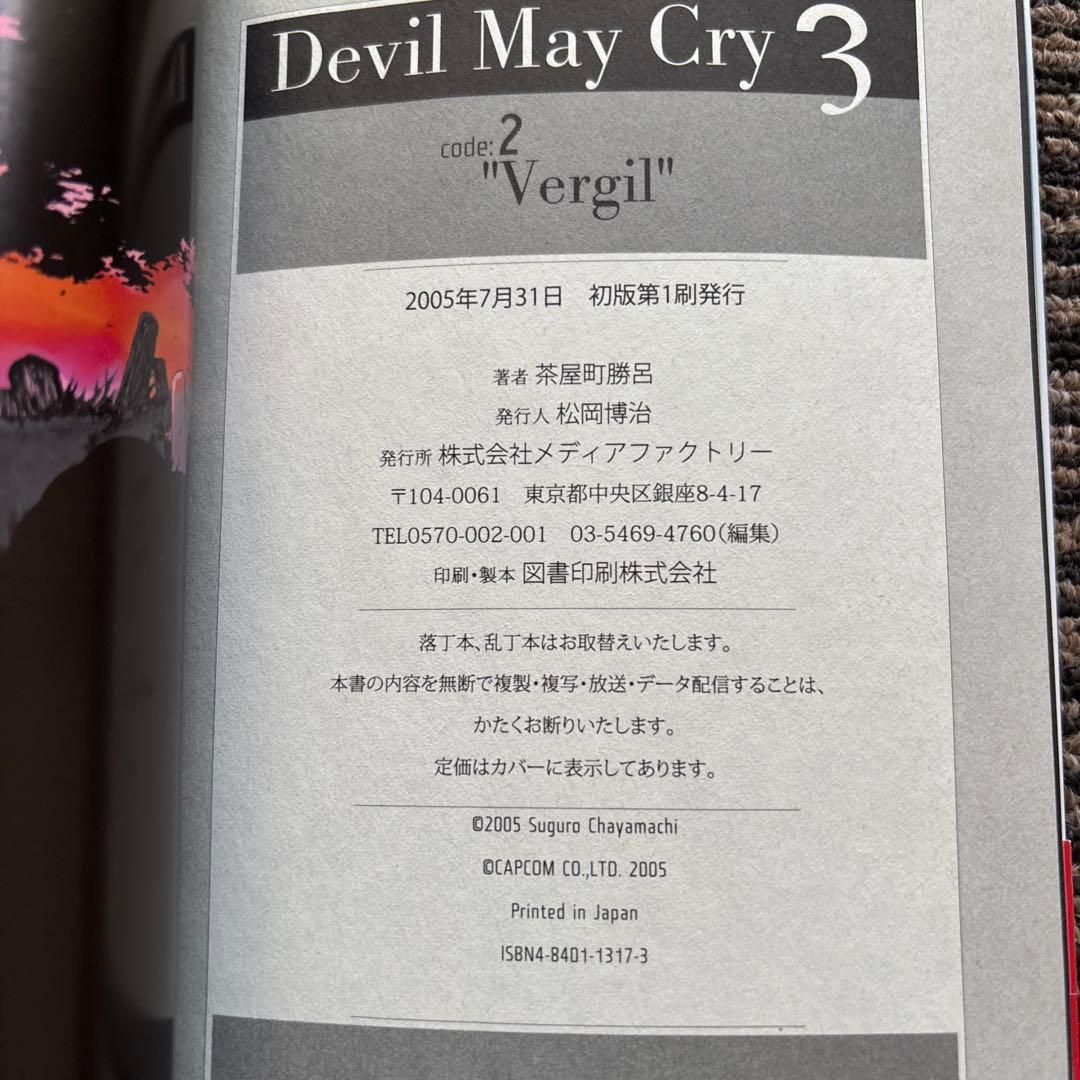 Devil May Cry 3
code:2
"Vergil"
2005年7月31日　初版第1刷発行
著者 茶屋町勝呂
発行人 松岡博治
発行所 株式会社メディアファクトリー
〒104-0061　東京都中央区銀座8-4-17
TEL0570-002-001　03-5469-4760(編集)
印刷・製本 図書印刷株式会社
落丁本、乱丁本はお取替えいたします。
本書の内容を無断で複製・複写・放送・データ配信することは、
かたくお断りいたします。
定価はカバーに表示してあります。
©2005 Suguro Chayamachi
©CAPCOM CO.,LTD. 2005
Printed in Japan
ISBN4-8401-1317-3